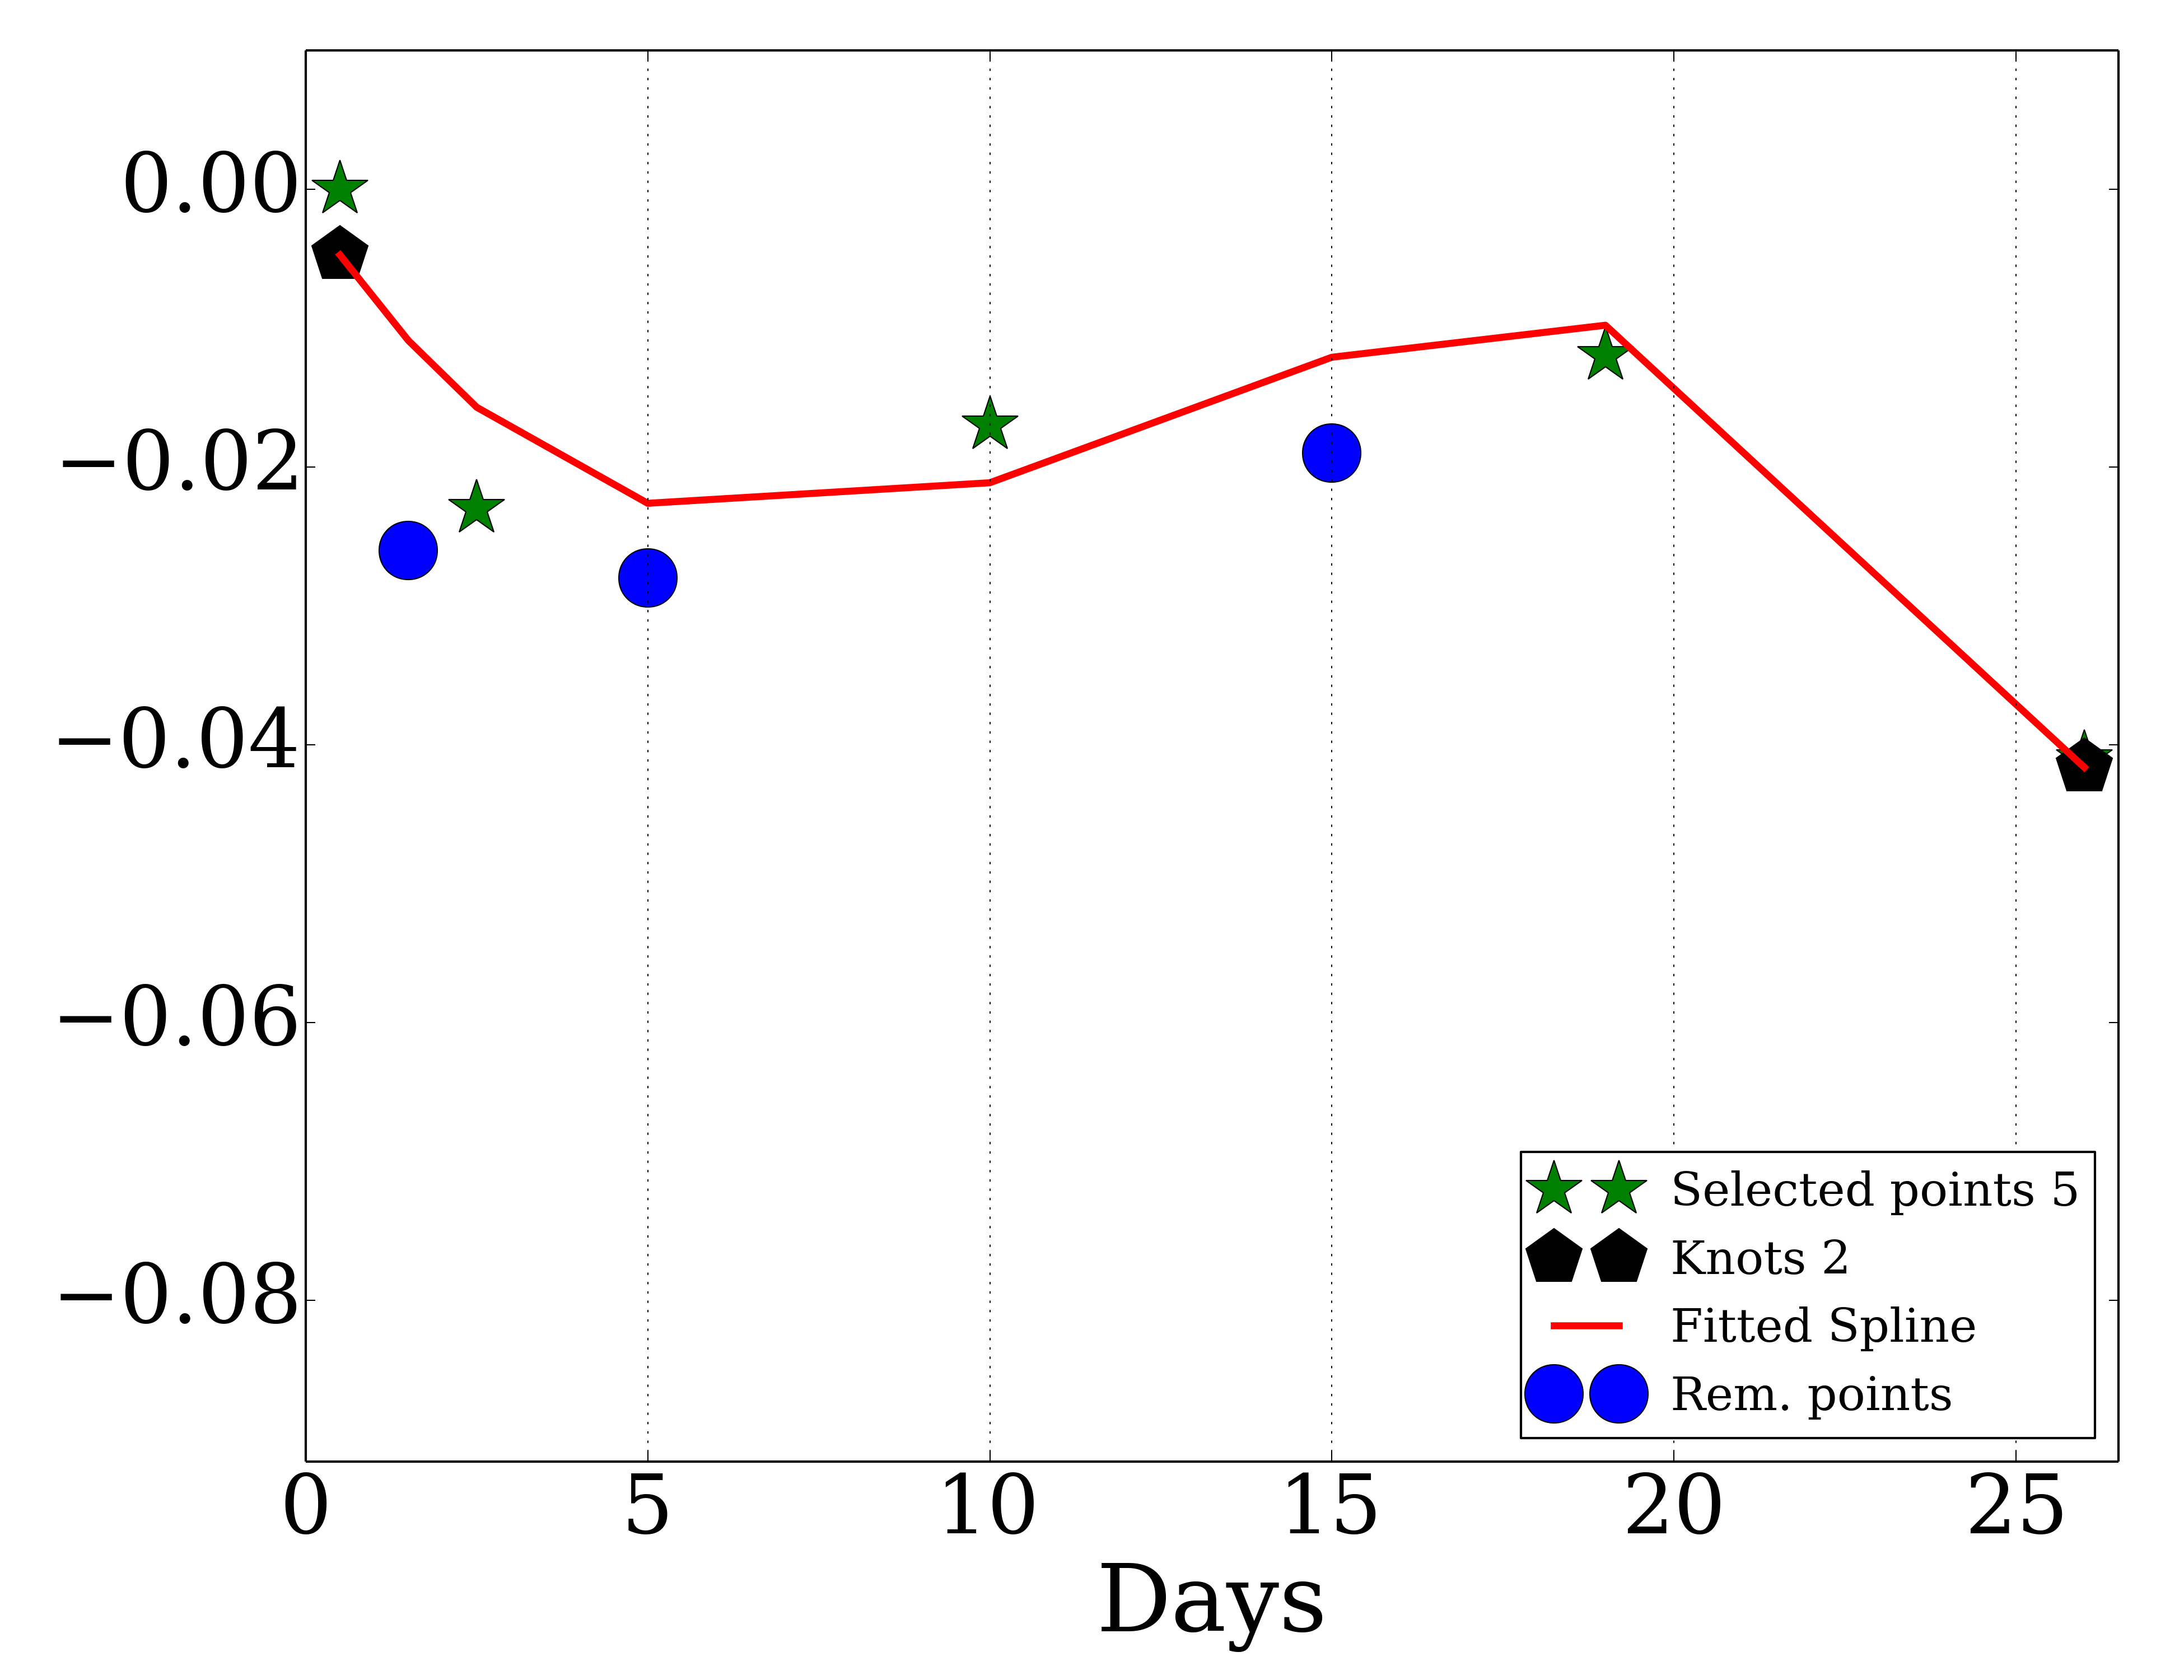 0.00
−0.02
−0.04
−0.06
−0.08
Selected points 5
Knots 2
Fitted Spline
Rem. points
0 5 10 15 20 25
Days